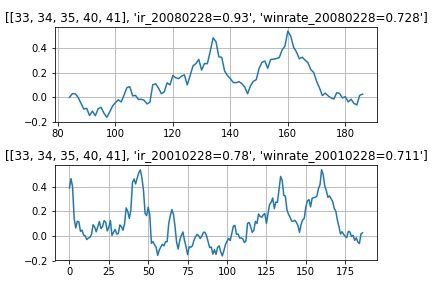 [[33, 34, 35, 40, 41], 'ir_20080228=0.93', 'winrate_20080228=0.728']
0.4
0.2
0.0
−0.2
80 100 120 140 160 180
[[33, 34, 35, 40, 41], 'ir_20010228=0.78', 'winrate_20010228=0.711']
0.4
0.2
0.0
−0.2
0 25 50 75 100 125 150 175